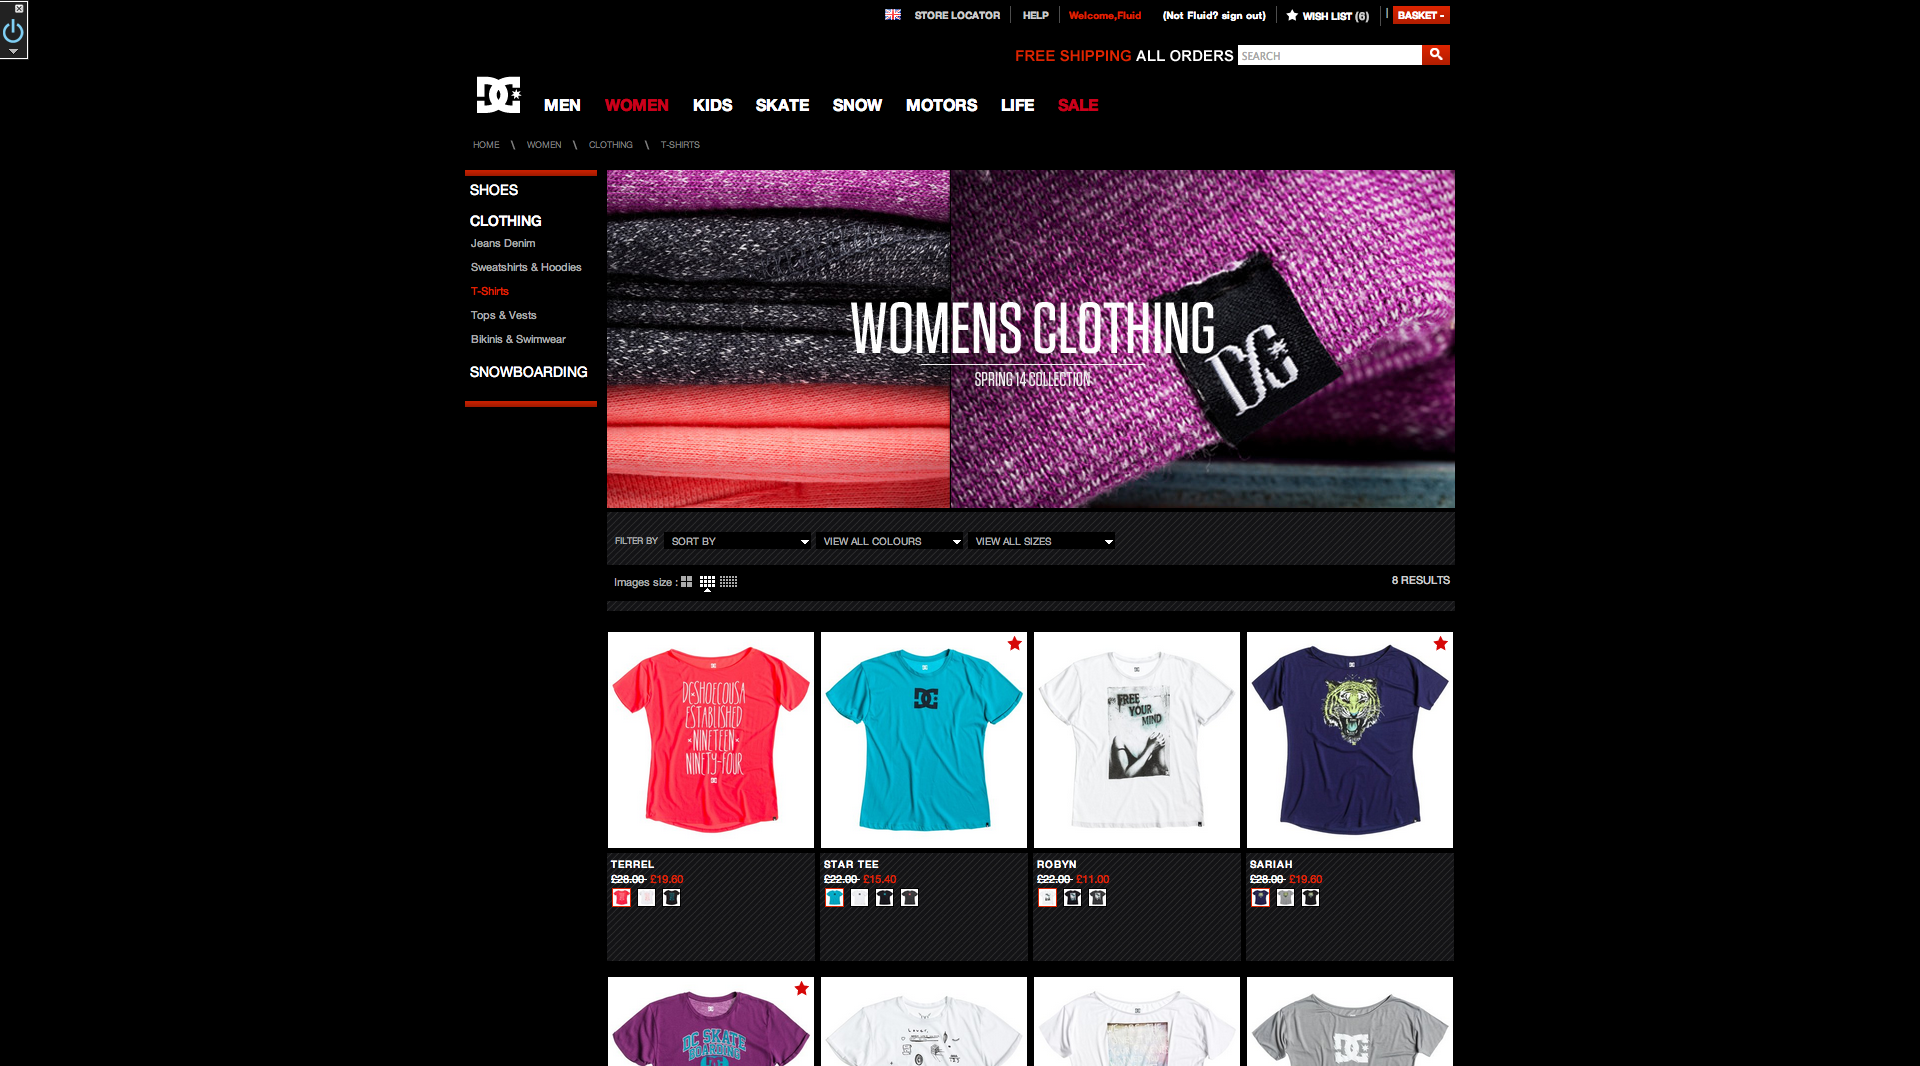 STORE LOCATOR
HELP
Welcome,Fluid
(Not Fluid? sign out)
WISH LIST (6)
BASKET -
FREE SHIPPING ALL ORDERS
SEARCH
DC
MEN
WOMEN
KIDS
SKATE
SNOW
MOTORS
LIFE
SALE
HOME \ WOMEN \ CLOTHING \ T-SHIRTS
SHOES
CLOTHING
Jeans Denim
Sweatshirts & Hoodies
T-Shirts
Tops & Vests
Bikinis & Swimwear
SNOWBOARDING
WOMENS CLOTHING
SPRING 14 COLLECTION
DC
FILTER BY
SORT BY
VIEW ALL COLOURS
VIEW ALL SIZES
Images size :
8 RESULTS
DCSHOECOUSA
ESTABLISHED
NINETEEN
NINETY-FOUR
DC
FREE
YOUR
MIND
TERREL
£28.00 - £19.60
STAR TEE
£22.00 - £15.40
ROBYN
£22.00 - £11.00
SARIAH
£28.00 - £19.60
DC SKATE
BOARDING
DC